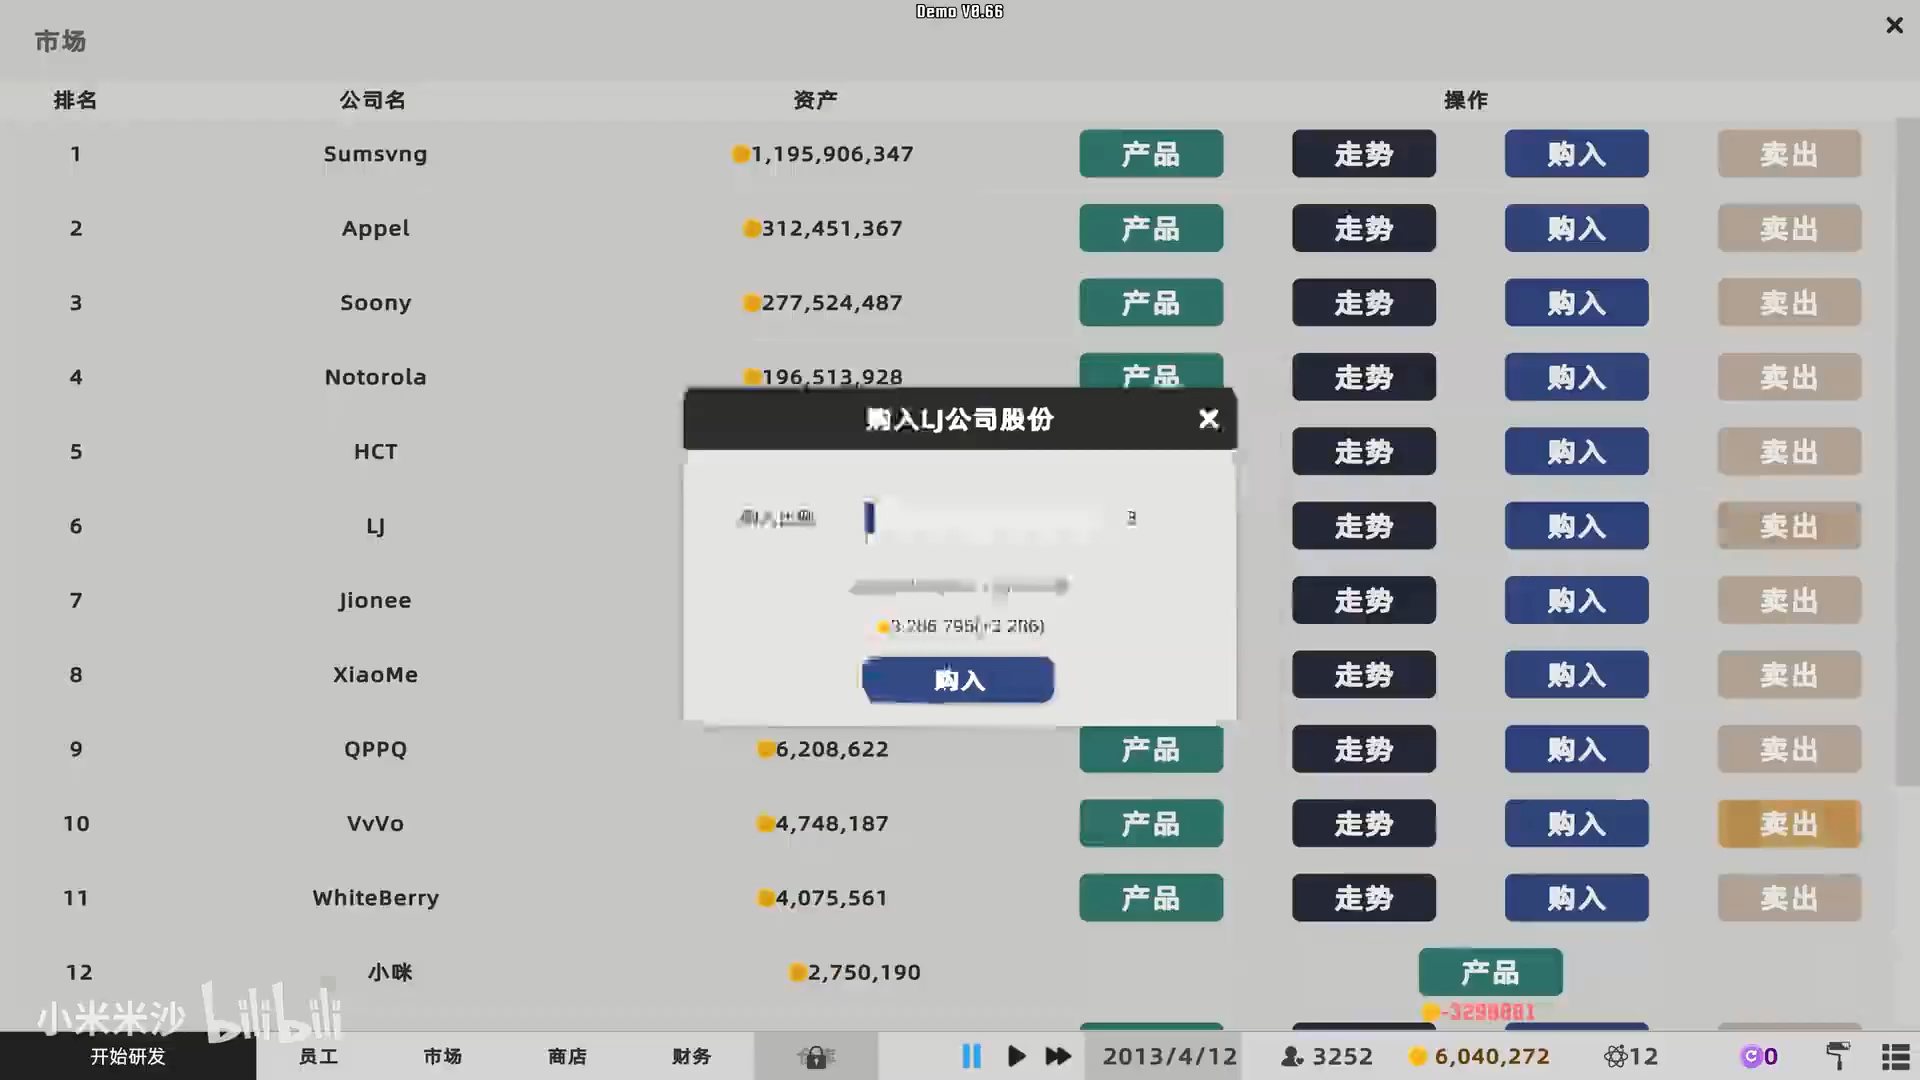 Demo V0.66
市场
排名 公司名 资产 操作
1 Sumsvng 1,195,906,347 产品 走势 购入 卖出
2 Appel 312,451,367 产品 走势 购入 卖出
3 Soony 277,524,487 产品 走势 购入 卖出
4 Notorola 196,513,928 产品 走势 购入 卖出
购入LJ公司股份
5 HCT 走势 购入 卖出
6 LJ 走势 购入 卖出
7 Jionee 走势 购入 卖出
8 XiaoMe 走势 购入 卖出
购入
9 QPPQ 6,208,622 产品 走势 购入 卖出
10 VvVo 4,748,187 产品 走势 购入 卖出
11 WhiteBerry 4,075,561 产品 走势 购入 卖出
12 小咪 2,750,190 产品
小米米沙 bilibili
-3298881
开始研发 员工 市场 商店 财务 2013/4/12 3252 6,040,272 12 0